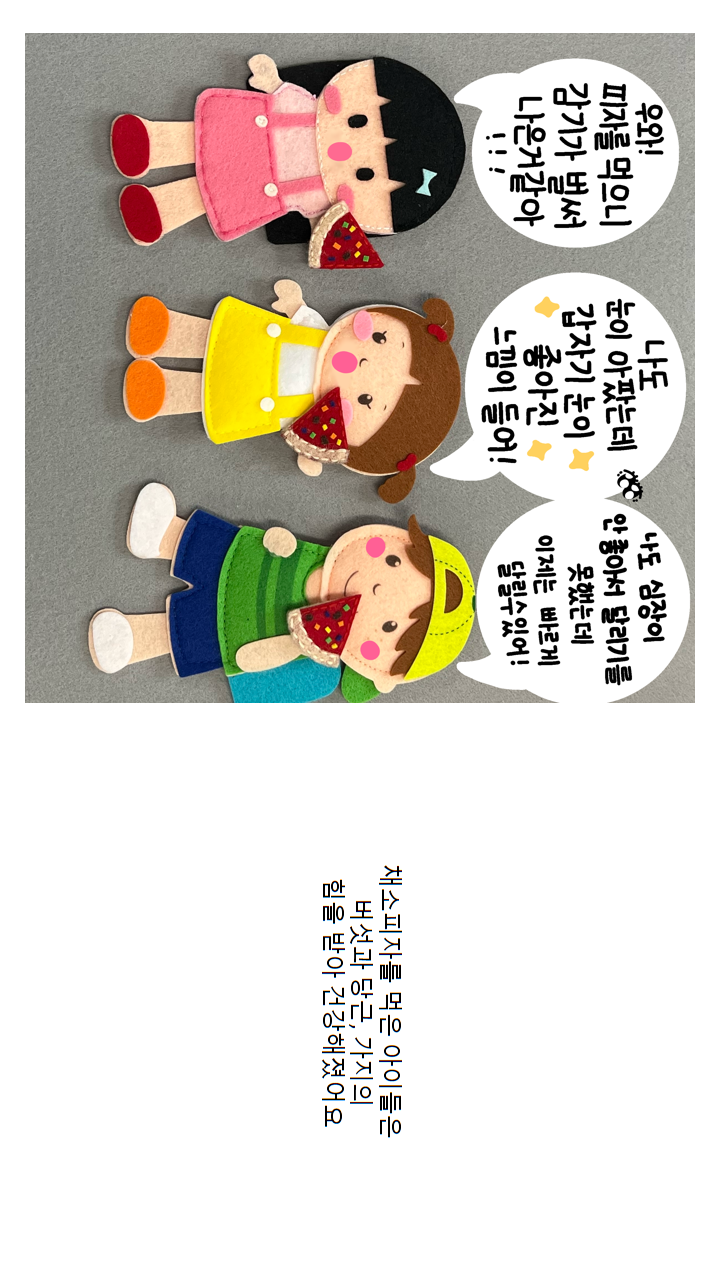 우와!
피자를 먹으니
감기가 벌써
나은거같아
!!!
나도
눈이 아팠는데
갑자기 눈이
좋아진
느낌이 들어!
나도 심장이
안좋아서 달리기를
못했는데
이제는 빠르게
달릴수있어!
채소피자를 먹은 아이들은
버섯과 당근, 가지의
힘을 받아 건강해졌어요